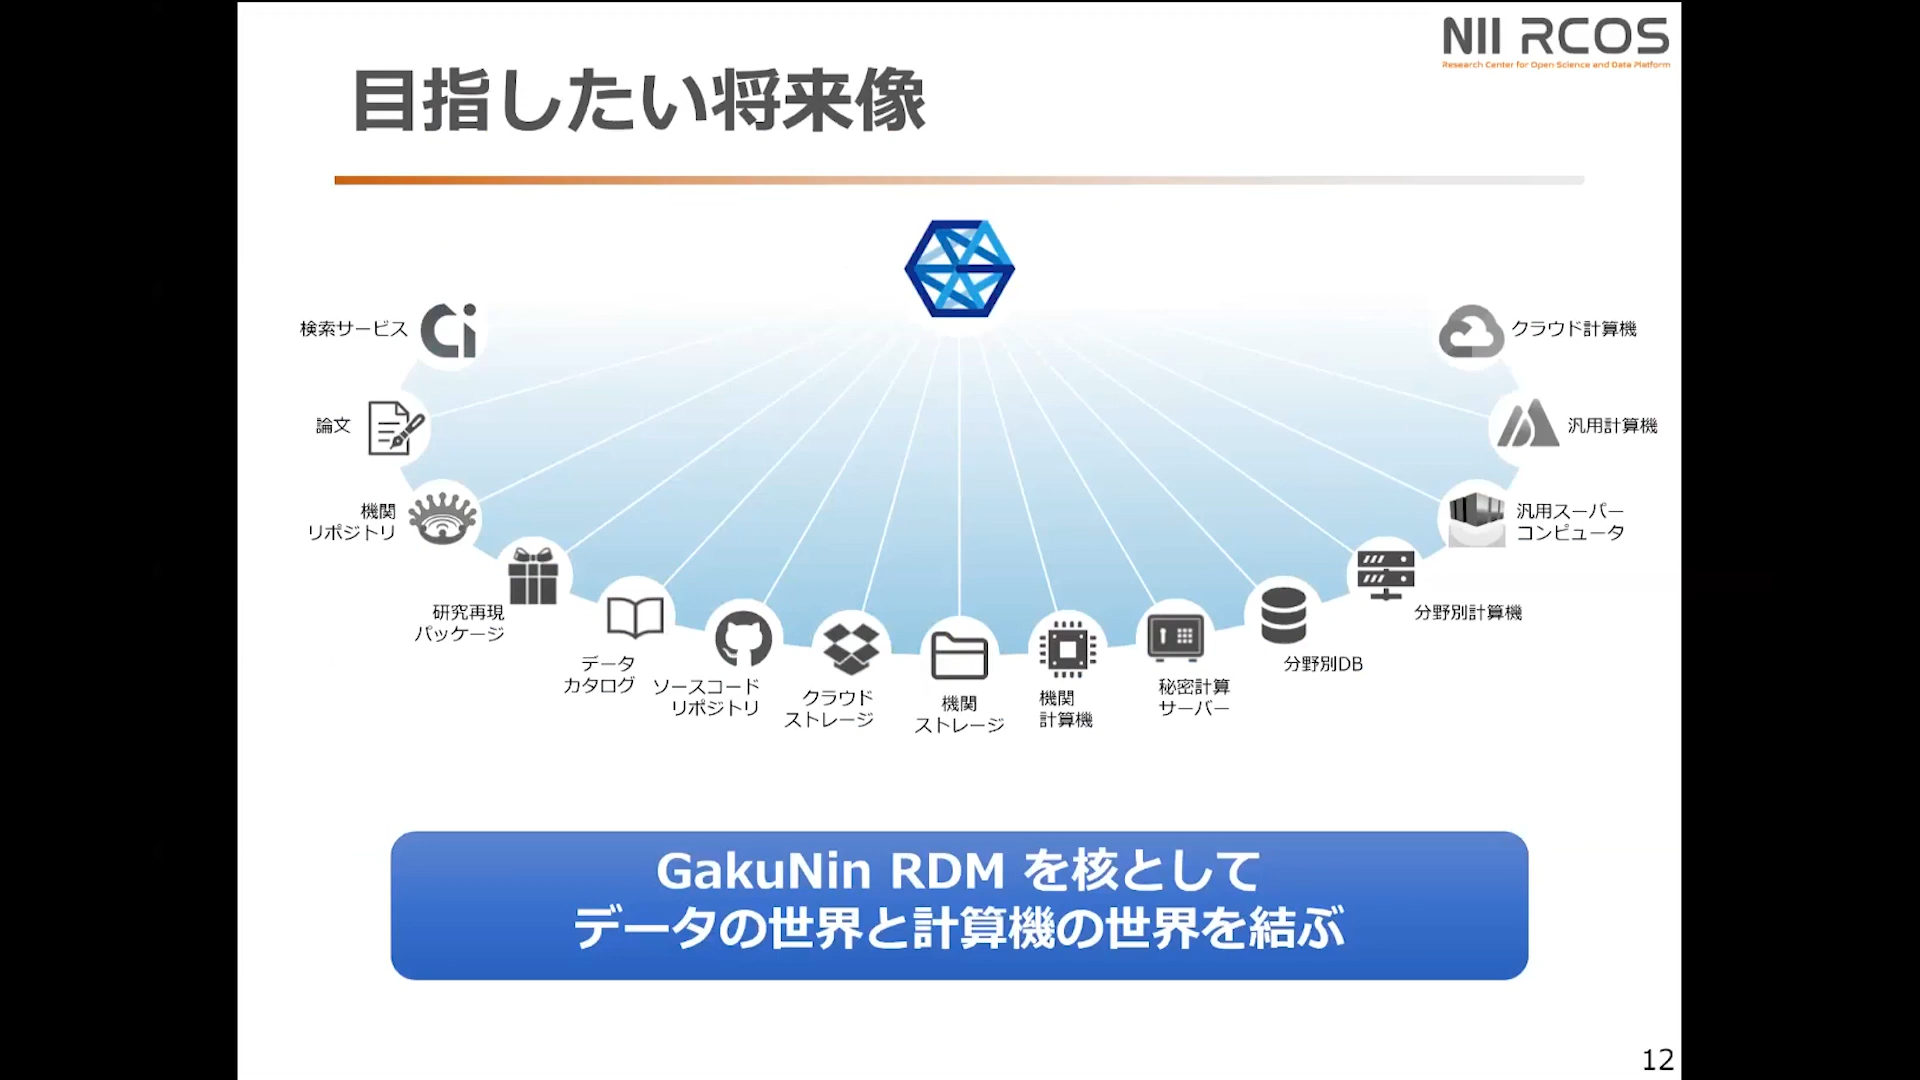 NII RCOS
Research Center for Open Science and Data Platform
目指したい将来像
検索サービス
論文
機関
リポジトリ
研究再現
パッケージ
データ
カタログ
ソースコード
リポジトリ
クラウド
ストレージ
機関
ストレージ
機関
計算機
秘密計算
サーバー
分野別DB
分野別計算機
汎用スーパー
コンピュータ
汎用計算機
クラウド計算機
GakuNin RDM を核として
データの世界と計算機の世界を結ぶ
12